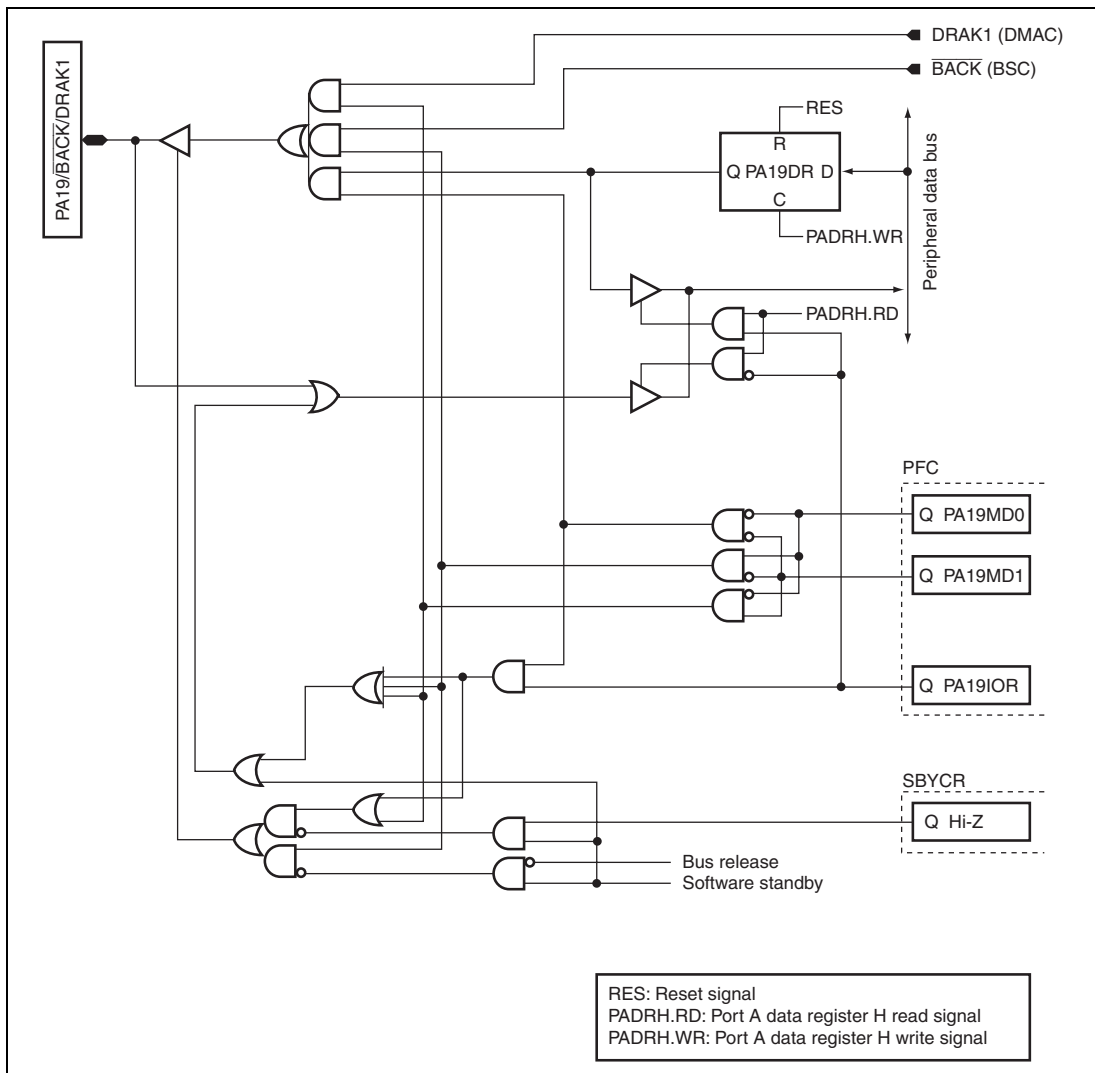 PA19/B̅A̅C̅K̅/DRAK1
DRAK1 (DMAC)
B̅A̅C̅K̅ (BSC)
RES
R
Q PA19DR D
C
PADRH.WR
Peripheral data bus
PADRH.RD
PFC
Q PA19MD0
Q PA19MD1
Q PA19IOR
SBYCR
Q Hi-Z
Bus release
Software standby
RES: Reset signal
PADRH.RD: Port A data register H read signal
PADRH.WR: Port A data register H write signal